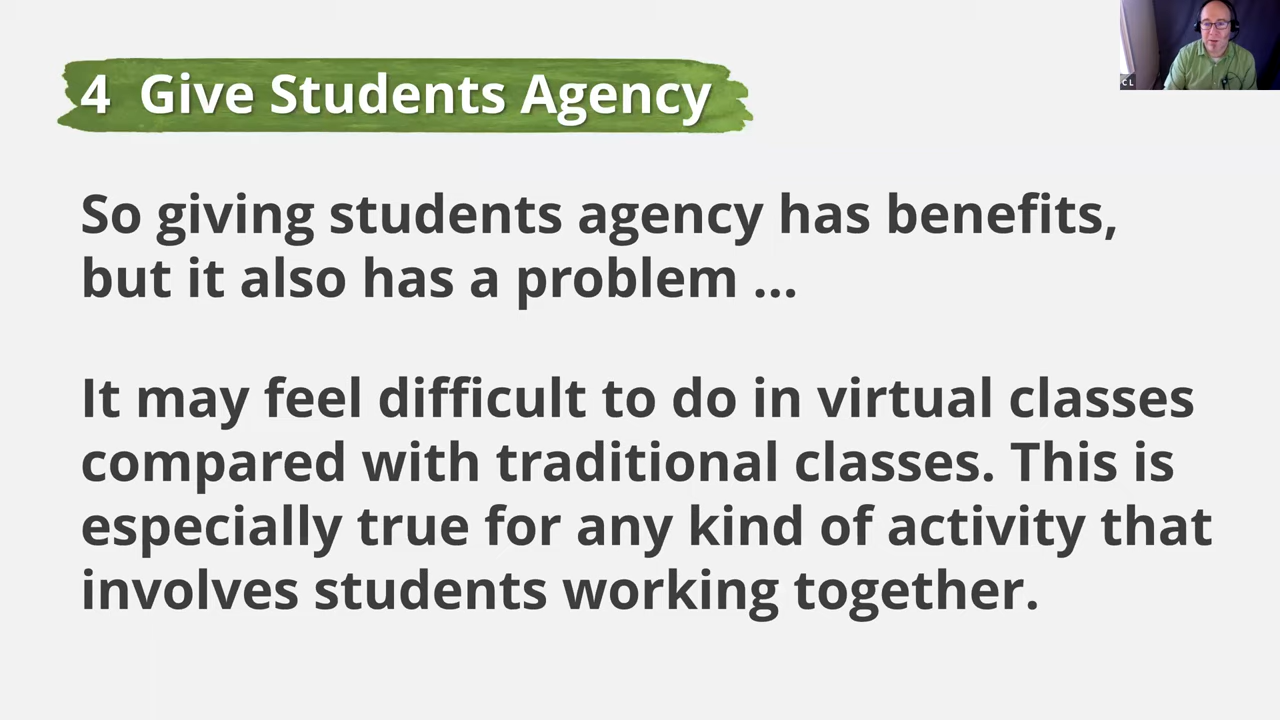 4 Give Students Agency
So giving students agency has benefits,
but it also has a problem ...
It may feel difficult to do in virtual classes
compared with traditional classes. This is
especially true for any kind of activity that
involves students working together.
C L